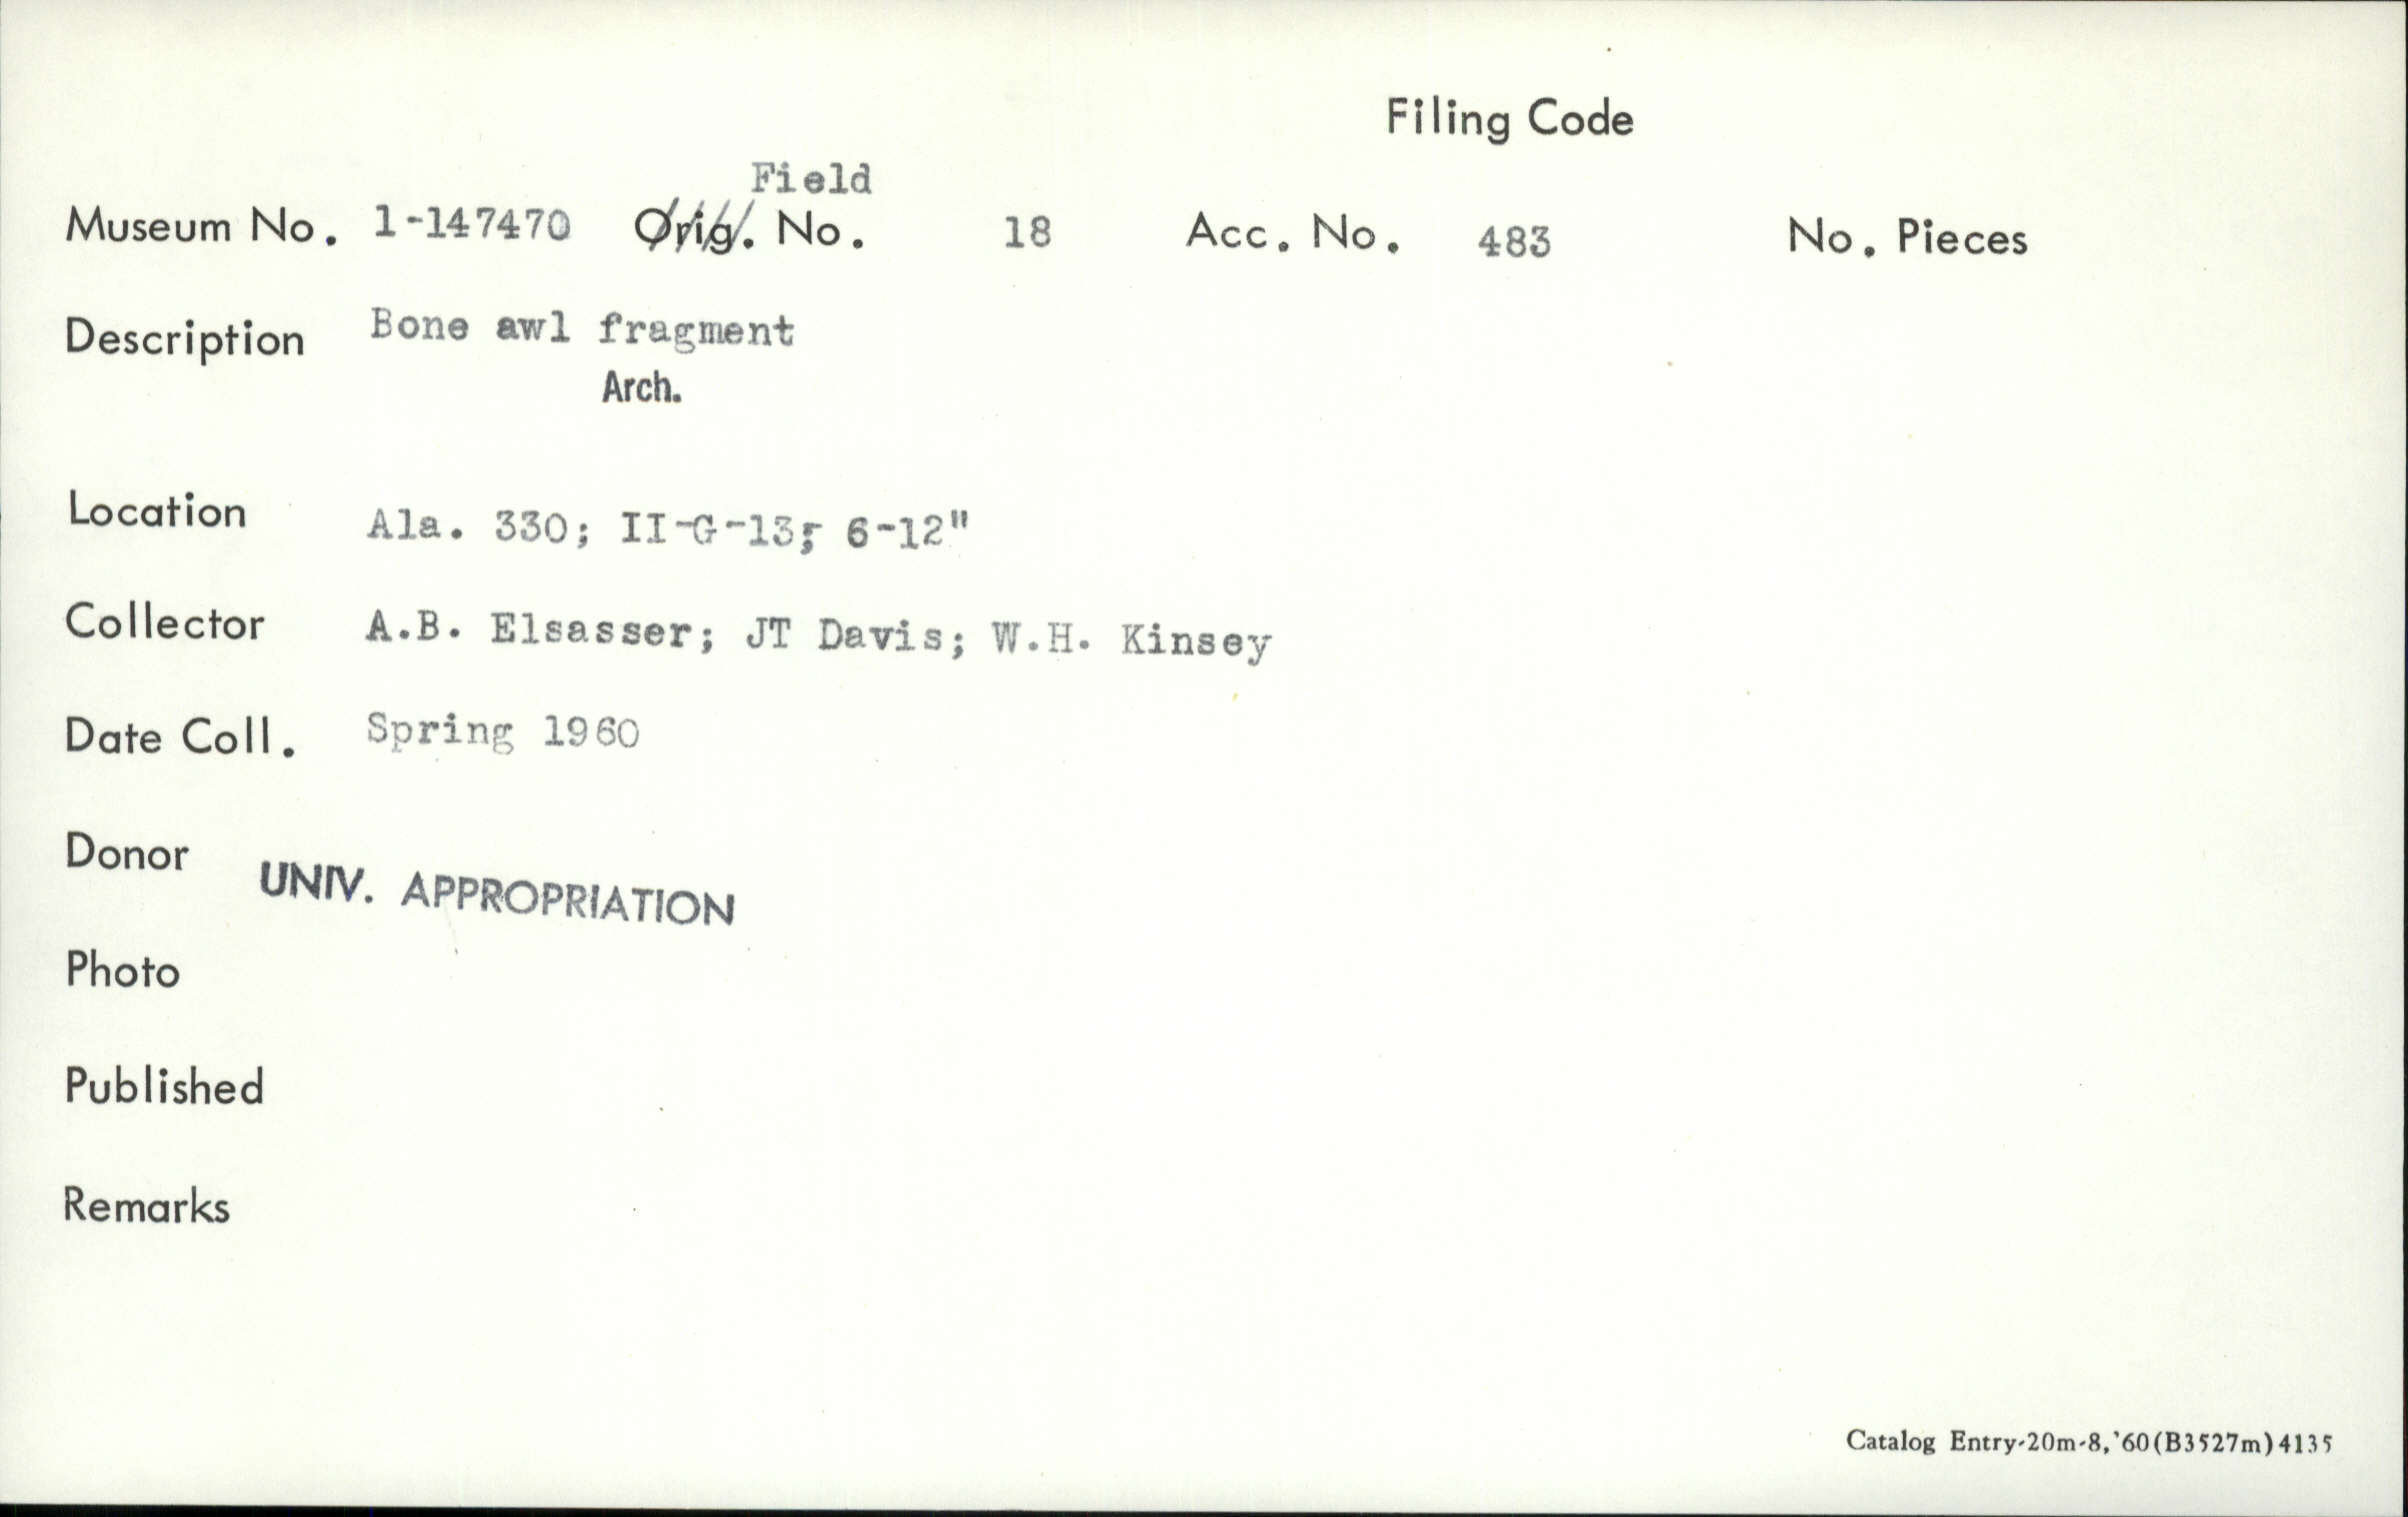 Filing Code
Field
Museum No. 1-147470 Orig. No. 18 Acc. No. 483 No. Pieces
Description Bone awl fragment
Arch.
Location Ala. 330; II-G-13; 6-12"
Collector A.B. Elsasser; JT Davis; W.H. Kinsey
Date Coll. Spring 1960
Donor UNIV. APPROPRIATION
Photo
Published
Remarks
Catalog Entry-20m-8,'60(B3527m)4135